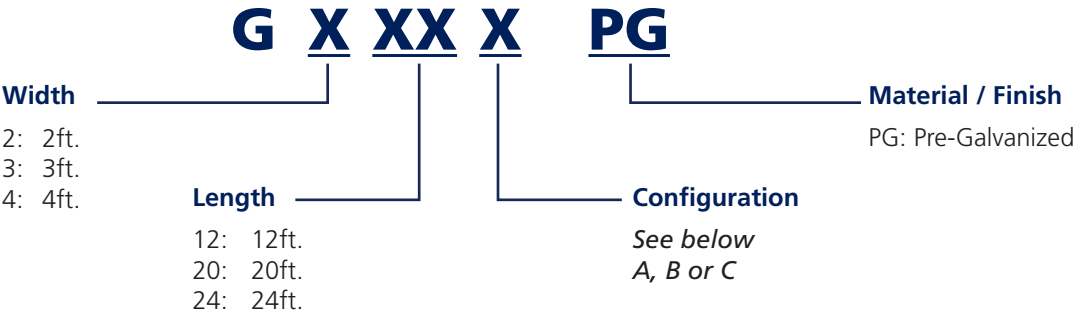 G X XX X PG
Width
2: 2ft.
3: 3ft.
4: 4ft.
Length
12: 12ft.
20: 20ft.
24: 24ft.
Configuration
See below
A, B or C
Material / Finish
PG: Pre-Galvanized